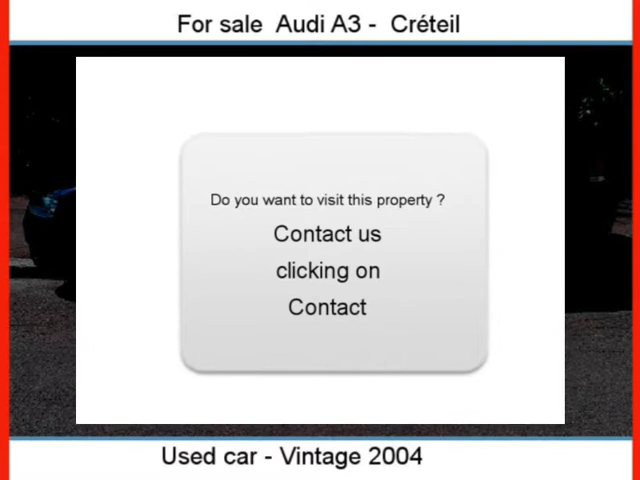 For sale Audi A3 - Créteil
Do you want to visit this property ?
Contact us
clicking on
Contact
Used car - Vintage 2004